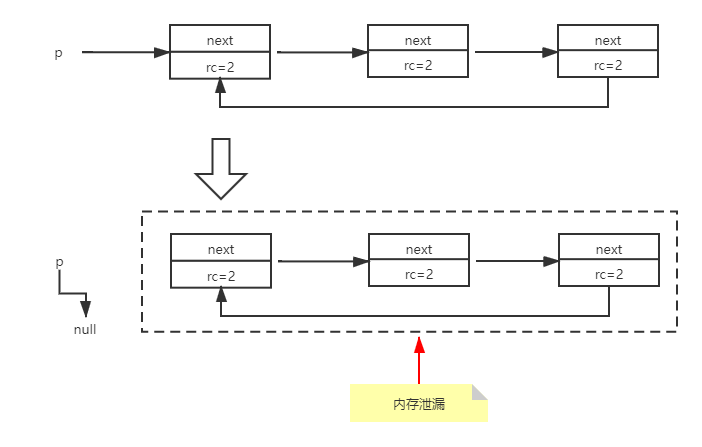 next
next
next
p
rc=2
rc=2
rc=2
next
next
next
p
rc=2
rc=2
rc=2
null
内存泄漏